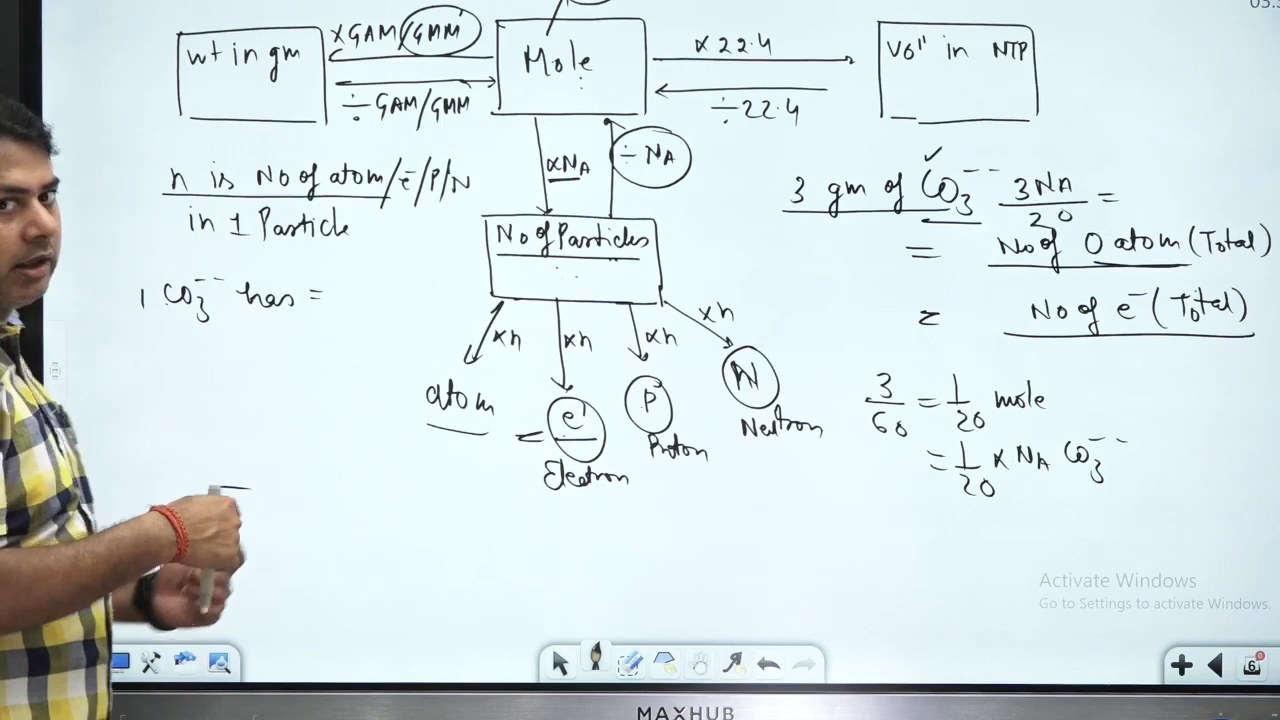 ×GAM/GMM
wt in gm
÷ GAM/GMM
Mole
× 22.4
÷ 22.4
Vol" in NTP
×NA
÷ NA
n is No of atom/e-/P/N
in 1 Particle
1 CO3-- has =
No of Particles
×n
×n
×n
×n
atom
e-
Electron
P
Proton
N
Neutron
3 gm of CO3-- 3NA/20 =
= No of O atom (Total)
= No of e- (Total)
3/60 = 1/20 mole
= 1/20 × NA CO3--
Activate Windows
Go to Settings to activate Windows.
6
MAXHUB